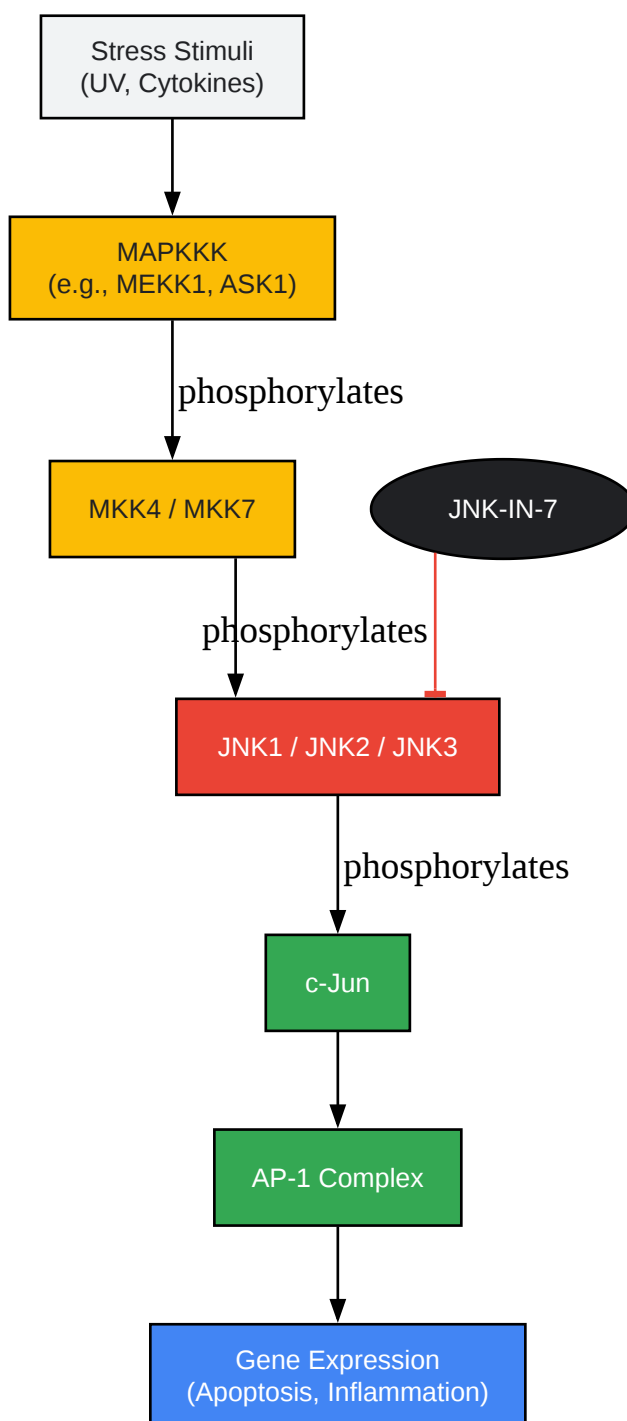 Stress Stimuli
(UV, Cytokines)
MAPKKK
(e.g., MEKK1, ASK1)
phosphorylates
MKK4 / MKK7
JNK-IN-7
phosphorylates
JNK1 / JNK2 / JNK3
phosphorylates
c-Jun
AP-1 Complex
Gene Expression
(Apoptosis, Inflammation)